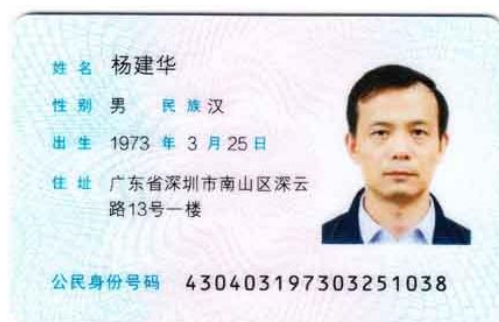 姓名 杨建华
性别 男 民族 汉
出生 1973 年 3 月 25 日
住址 广东省深圳市南山区深云
路13号一楼
公民身份号码 430403197303251038